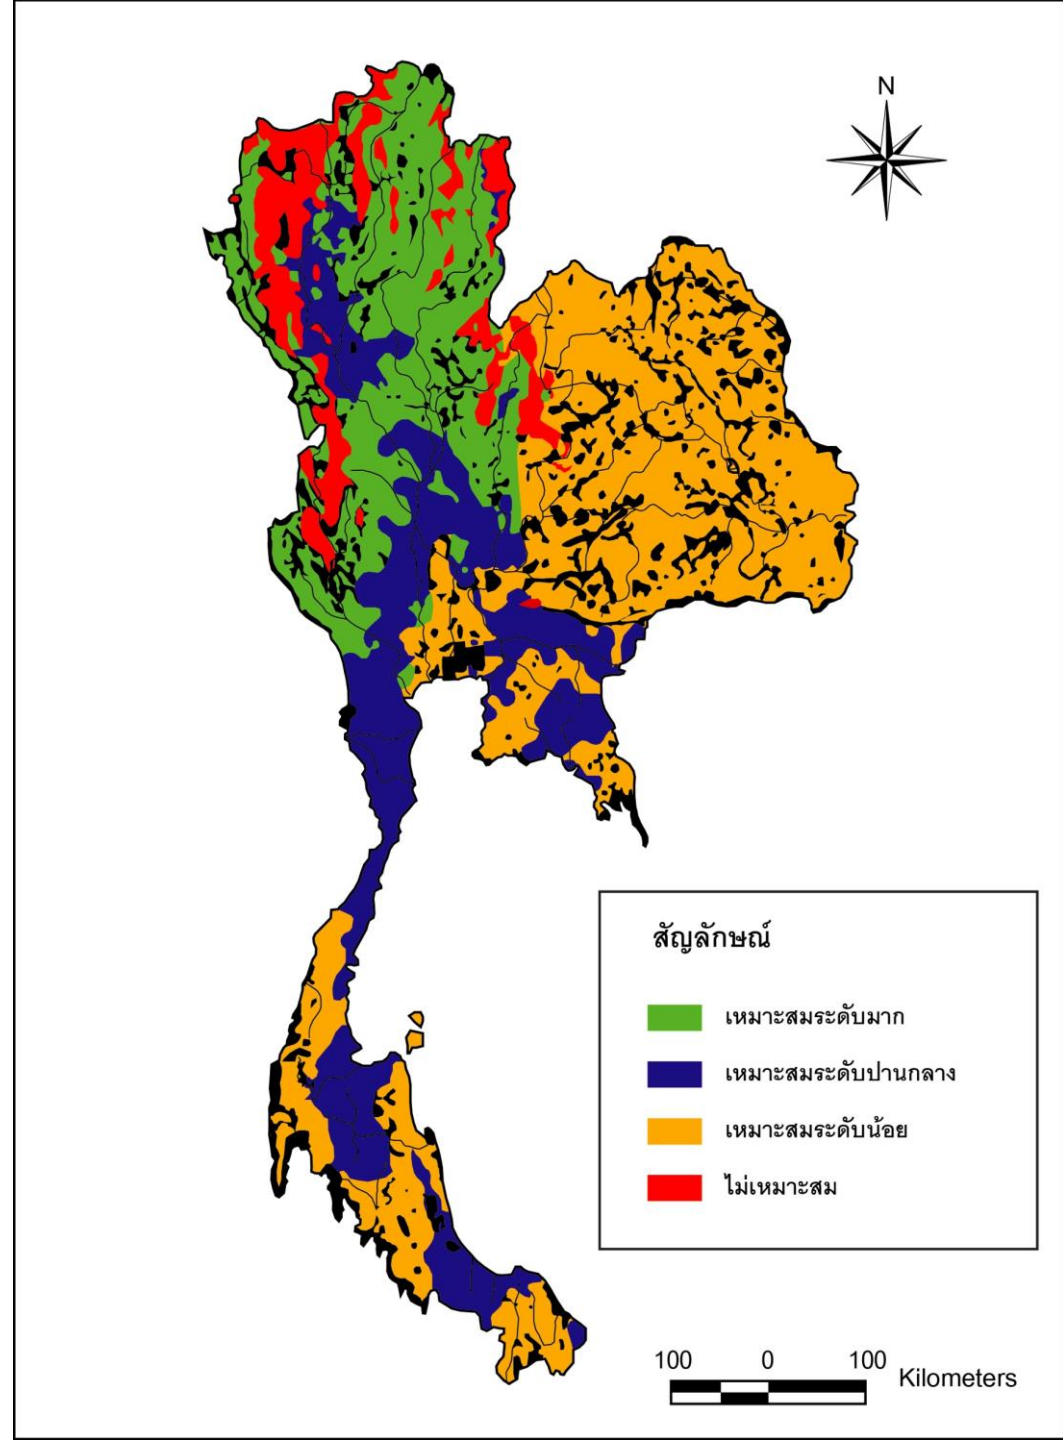 N
สัญลักษณ์
เหมาะสมระดับมาก
เหมาะสมระดับปานกลาง
เหมาะสมระดับน้อย
ไม่เหมาะสม
100 0 100 Kilometers